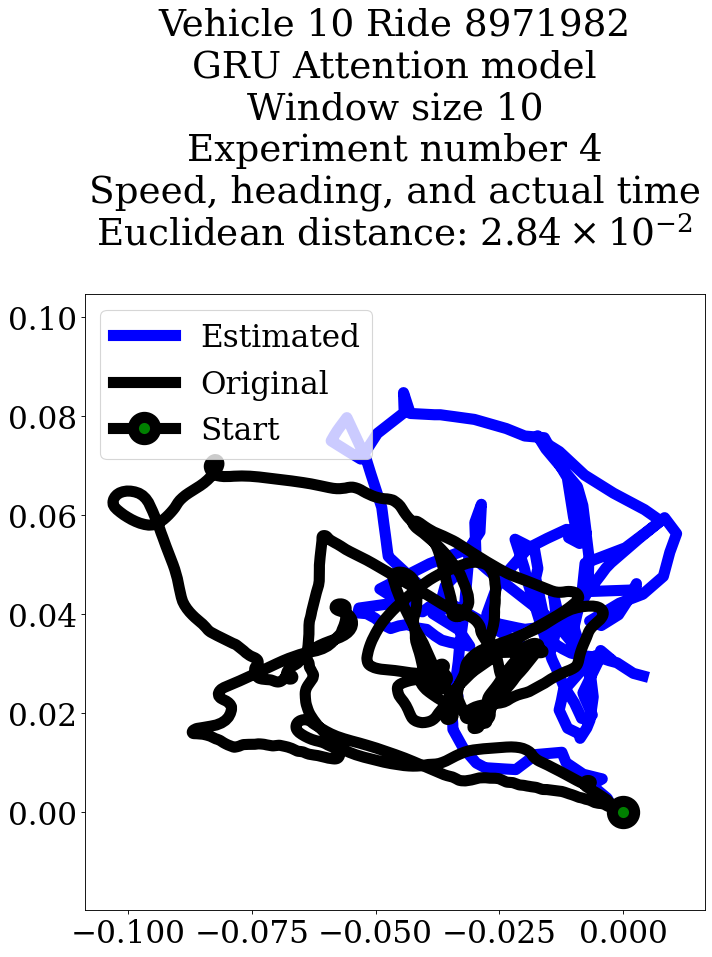 Vehicle 10 Ride 8971982
GRU Attention model
Window size 10
Experiment number 4
Speed, heading, and actual time
Euclidean distance: 2.84 × 10⁻²
0.10
0.08
0.06
0.04
0.02
0.00
Estimated
Original
Start
−0.100 −0.075 −0.050 −0.025 0.000